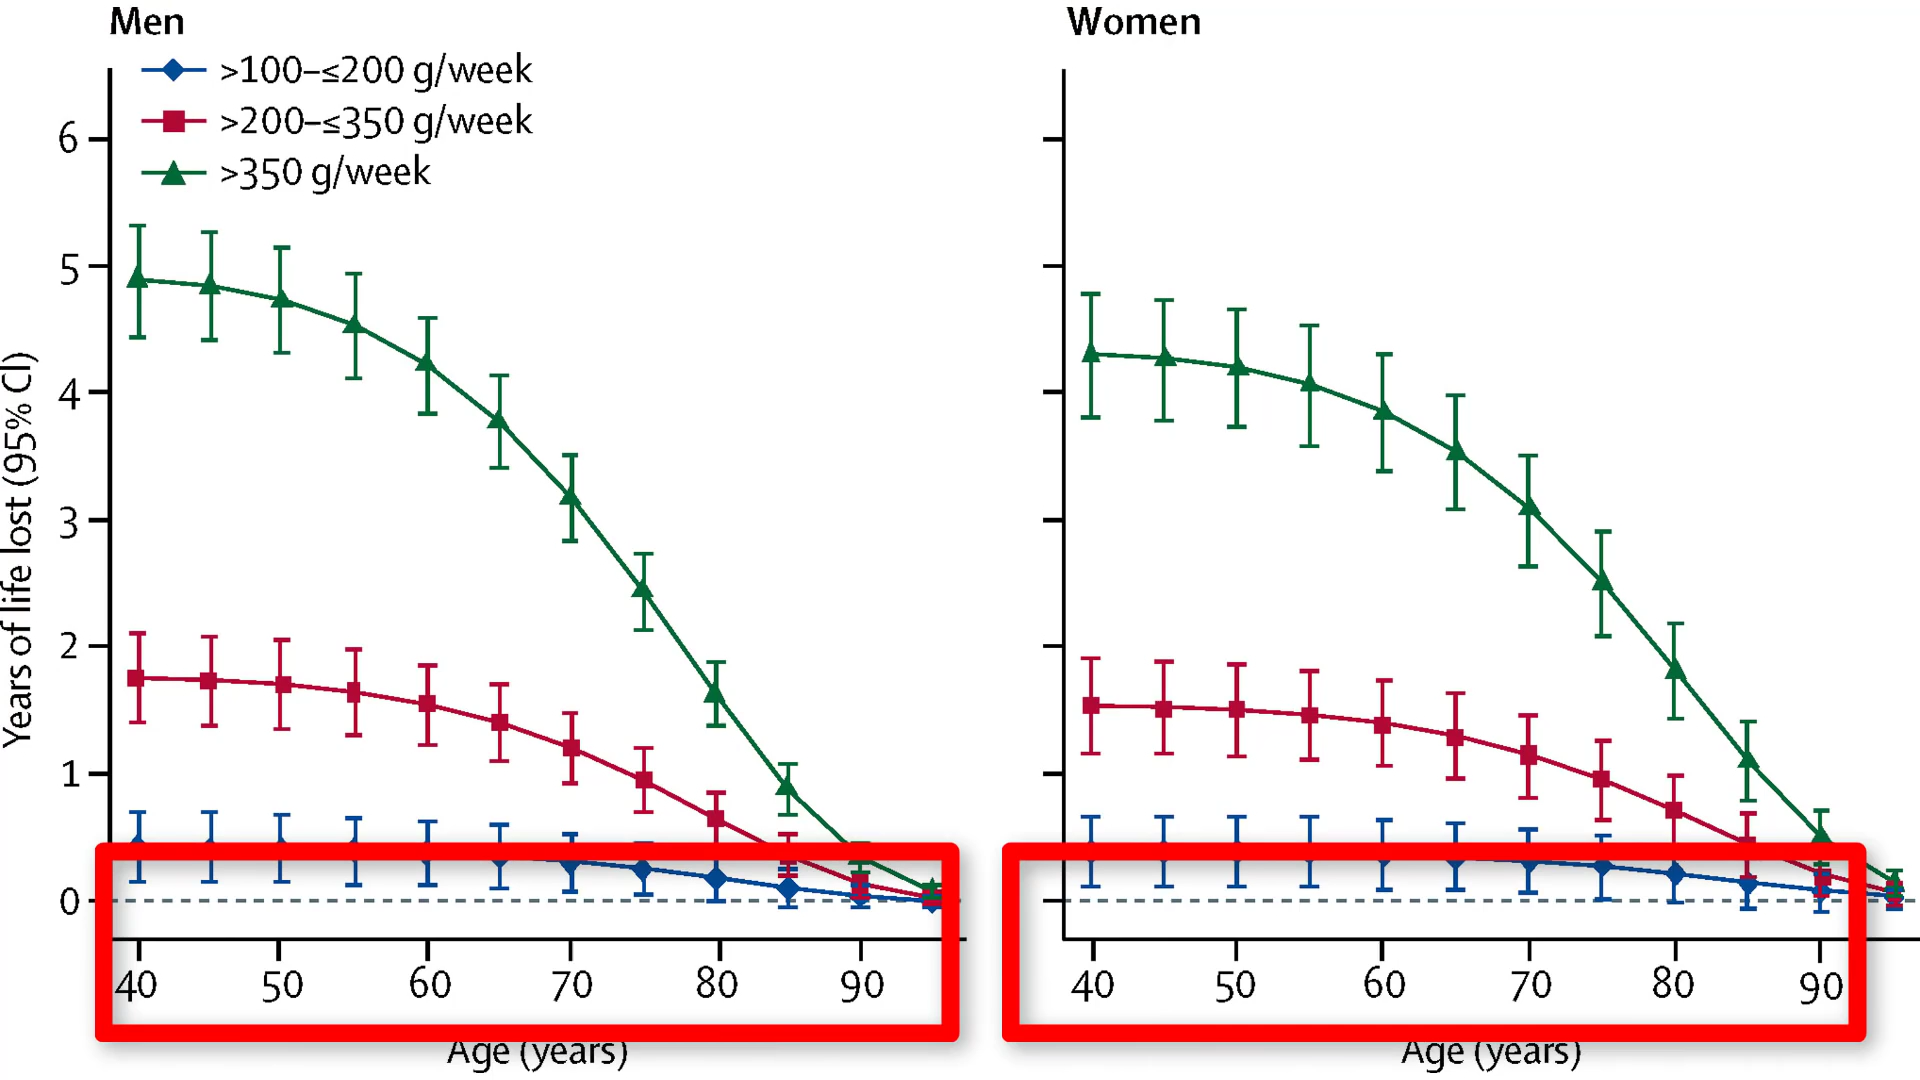 Men
>100–≤200 g/week
>200–≤350 g/week
>350 g/week
Years of life lost (95% CI)
6
5
4
3
2
1
0
40 50 60 70 80 90
Age (years)
Women
40 50 60 70 80 90
Age (years)